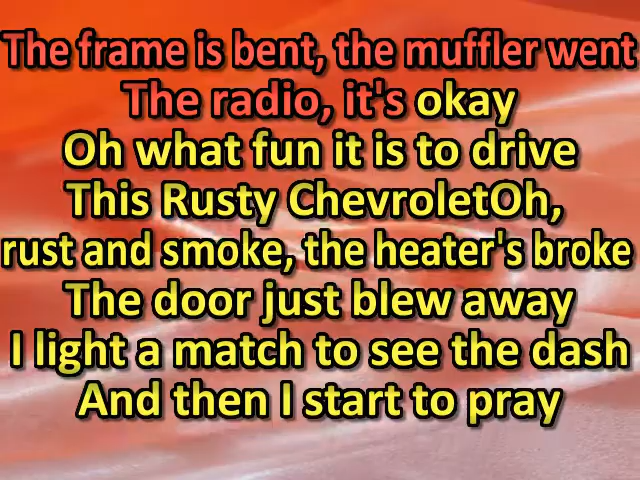 The frame is bent, the muffler went
The radio, it's okay
Oh what fun it is to drive
This Rusty ChevroletOh,
rust and smoke, the heater's broke
The door just blew away
I light a match to see the dash
And then I start to pray